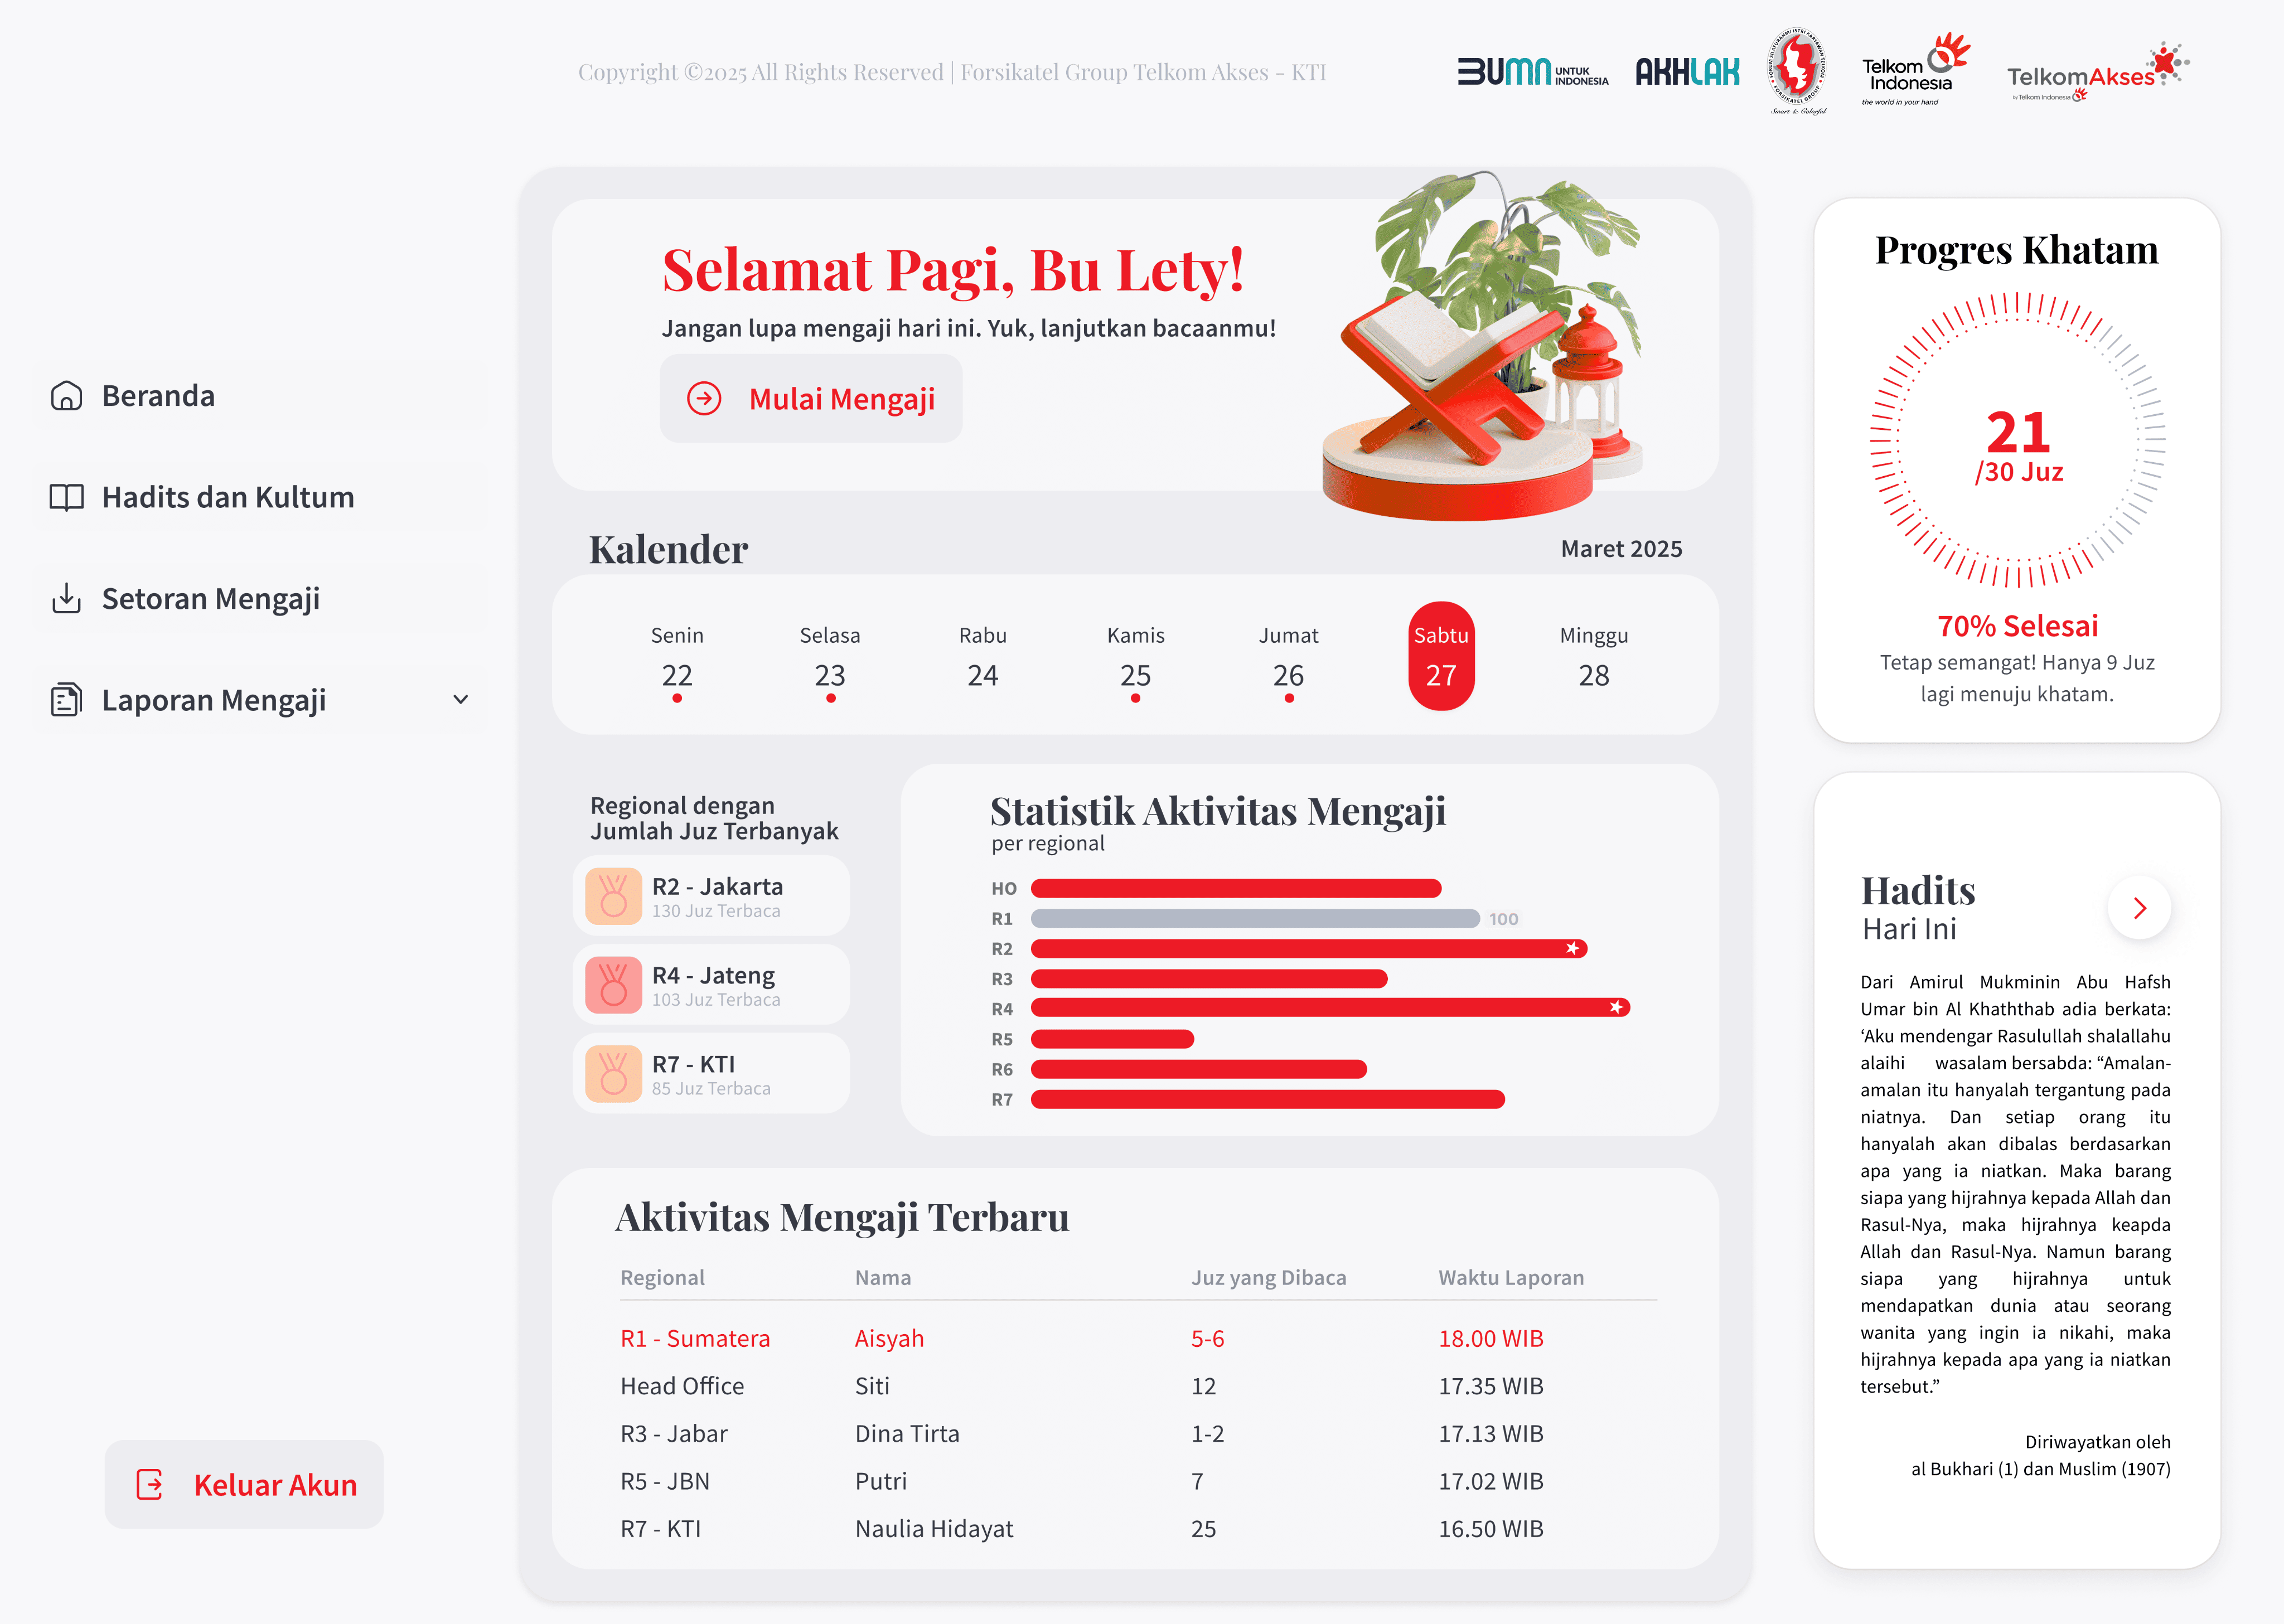 Copyright ©2025 All Rights Reserved | Forsikatel Group Telkom Akses - KTI
BUMN UNTUK INDONESIA
AKHLAK
FORUM SILATURAHMI ISTRI KARYAWAN TELKOM
FORSIKATEL GROUP
Smart & Colorful
Telkom
Indonesia
the world in your hand
TelkomAkses
by Telkom Indonesia
Beranda
Hadits dan Kultum
Setoran Mengaji
Laporan Mengaji
Keluar Akun
Selamat Pagi, Bu Lety!
Jangan lupa mengaji hari ini. Yuk, lanjutkan bacaanmu!
Mulai Mengaji
Kalender
Maret 2025
Senin Selasa Rabu Kamis Jumat Sabtu Minggu
22 23 24 25 26 27 28
Regional dengan
Jumlah Juz Terbanyak
R2 - Jakarta
130 Juz Terbaca
R4 - Jateng
103 Juz Terbaca
R7 - KTI
85 Juz Terbaca
Statistik Aktivitas Mengaji
per regional
HO
R1 100
R2
R3
R4
R5
R6
R7
Aktivitas Mengaji Terbaru
Regional Nama Juz yang Dibaca Waktu Laporan
R1 - Sumatera Aisyah 5-6 18.00 WIB
Head Office Siti 12 17.35 WIB
R3 - Jabar Dina Tirta 1-2 17.13 WIB
R5 - JBN Putri 7 17.02 WIB
R7 - KTI Naulia Hidayat 25 16.50 WIB
Progres Khatam
21
/30 Juz
70% Selesai
Tetap semangat! Hanya 9 Juz
lagi menuju khatam.
Hadits
Hari Ini
Dari Amirul Mukminin Abu Hafsh
Umar bin Al Khaththab adia berkata:
‘Aku mendengar Rasulullah shalallahu
alaihi wasalam bersabda: “Amalan-
amalan itu hanyalah tergantung pada
niatnya. Dan setiap orang itu
hanyalah akan dibalas berdasarkan
apa yang ia niatkan. Maka barang
siapa yang hijrahnya kepada Allah dan
Rasul-Nya, maka hijrahnya keapda
Allah dan Rasul-Nya. Namun barang
siapa yang hijrahnya untuk
mendapatkan dunia atau seorang
wanita yang ingin ia nikahi, maka
hijrahnya kepada apa yang ia niatkan
tersebut.”
Diriwayatkan oleh
al Bukhari (1) dan Muslim (1907)